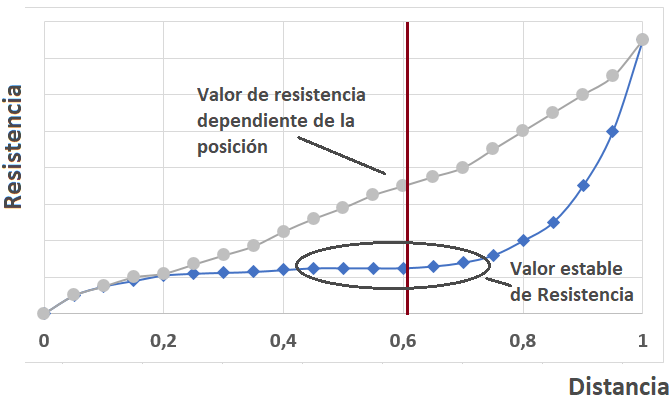 Resistencia
Valor de resistencia
dependiente de la
posición
Valor estable
de Resistencia
0
0,2
0,4
0,6
0,8
1
Distancia